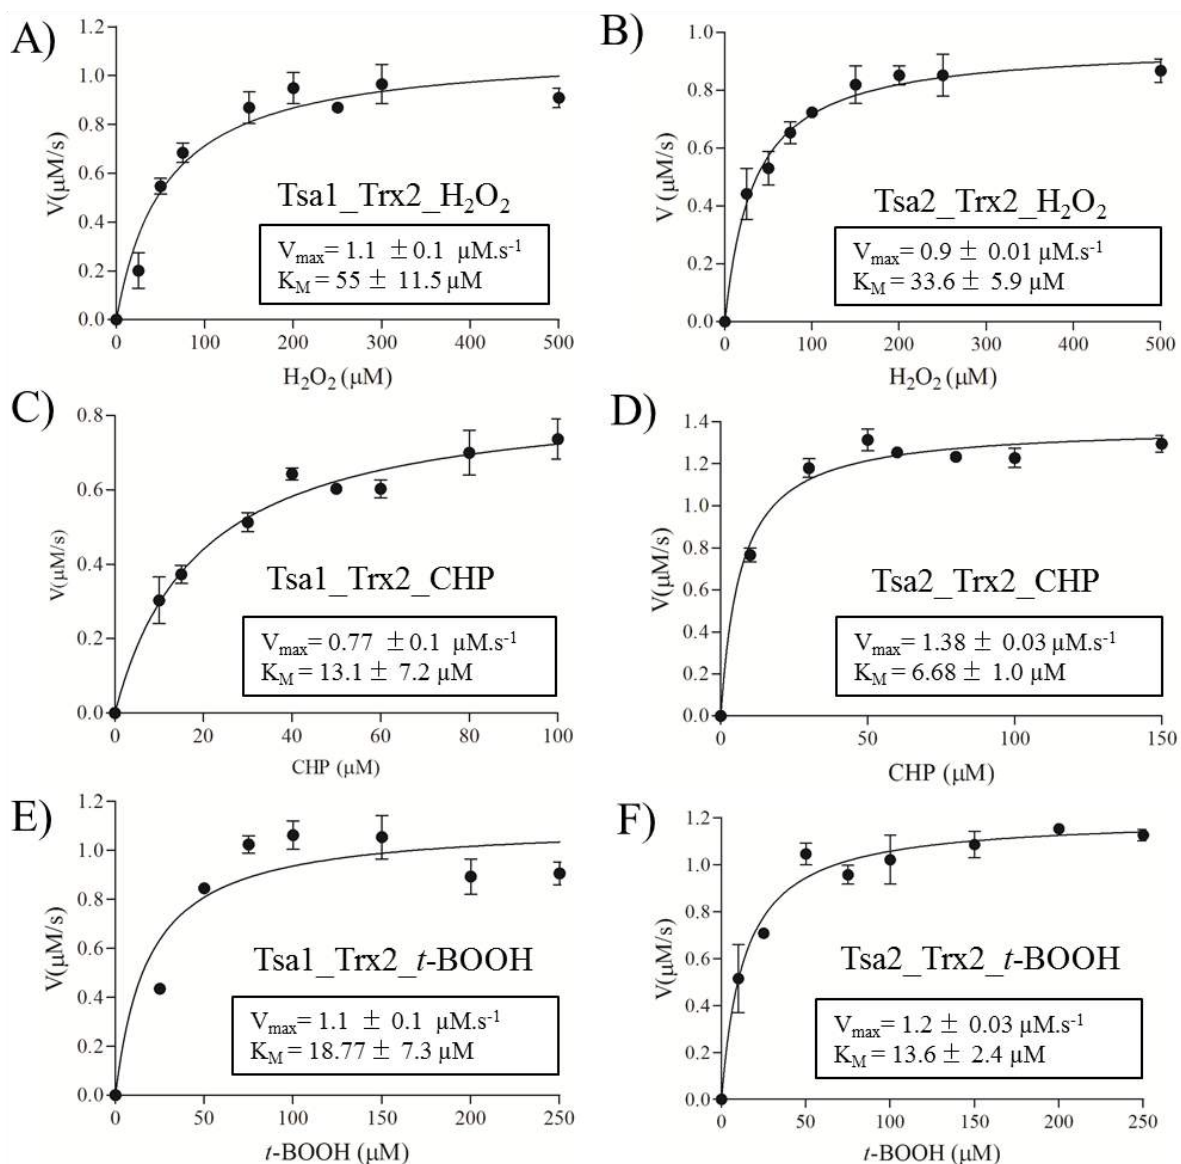 A)
1.2
1.0
0.8
0.6
0.4
0.2
0.0
V(μM/s)
Tsa1_Trx2_H₂O₂
Vmax= 1.1 ± 0.1 μM.s⁻¹
KM = 55 ± 11.5 μM
0 100 200 300 400 500
H₂O₂ (μM)
B)
1.0
0.8
0.6
0.4
0.2
0.0
V (μM/s)
Tsa2_Trx2_H₂O₂
Vmax= 0.9 ± 0.01 μM.s⁻¹
KM = 33.6 ± 5.9 μM
0 100 200 300 400 500
H₂O₂ (μM)
C)
0.8
0.6
0.4
0.2
0.0
V(μM/s)
Tsa1_Trx2_CHP
Vmax= 0.77 ± 0.1 μM.s⁻¹
KM = 13.1 ± 7.2 μM
0 20 40 60 80 100
CHP (μM)
D)
1.4
1.2
1.0
0.8
0.6
0.4
0.2
0.0
V(μM/s)
Tsa2_Trx2_CHP
Vmax= 1.38 ± 0.03 μM.s⁻¹
KM = 6.68 ± 1.0 μM
0 50 100 150
CHP (μM)
E)
1.2
1.0
0.8
0.6
0.4
0.2
0.0
V(μM/s)
Tsa1_Trx2_t-BOOH
Vmax= 1.1 ± 0.1 μM.s⁻¹
KM = 18.77 ± 7.3 μM
0 50 100 150 200 250
t-BOOH (μM)
F)
1.2
1.0
0.8
0.6
0.4
0.2
0.0
V(μM/s)
Tsa2_Trx2_t-BOOH
Vmax= 1.2 ± 0.03 μM.s⁻¹
KM = 13.6 ± 2.4 μM
0 50 100 150 200 250
t-BOOH (μM)